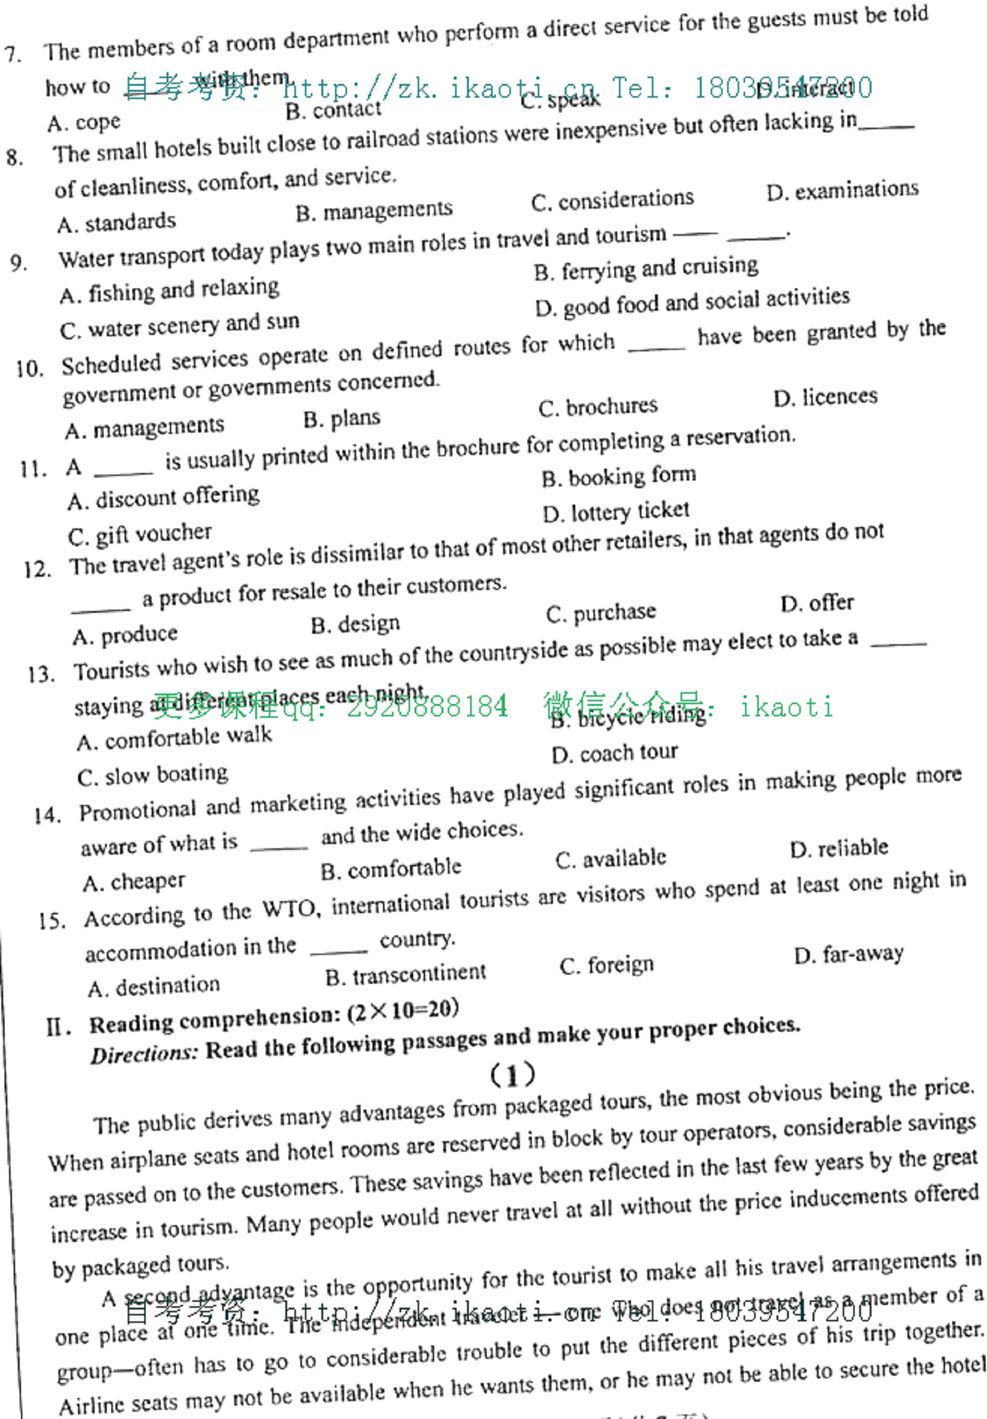 7. The members of a room department who perform a direct service for the guests must be told
how to ____ with them.
自考考资: http://zk.ikaoti.cn Tel: 18039547200
A. cope B. contact C. speak D. interact
8. The small hotels built close to railroad stations were inexpensive but often lacking in____
of cleanliness, comfort, and service.
A. standards B. managements C. considerations D. examinations
9. Water transport today plays two main roles in travel and tourism —— ____.
A. fishing and relaxing B. ferrying and cruising
C. water scenery and sun D. good food and social activities
10. Scheduled services operate on defined routes for which ____ have been granted by the
government or governments concerned.
A. managements B. plans C. brochures D. licences
11. A ____ is usually printed within the brochure for completing a reservation.
A. discount offering B. booking form
C. gift voucher D. lottery ticket
12. The travel agent's role is dissimilar to that of most other retailers, in that agents do not
____ a product for resale to their customers.
A. produce B. design C. purchase D. offer
13. Tourists who wish to see as much of the countryside as possible may elect to take a ____
staying at different places each night.
更多课程qq: 2920888184 微信公众号: ikaoti
A. comfortable walk B. bicycle riding
C. slow boating D. coach tour
14. Promotional and marketing activities have played significant roles in making people more
aware of what is ____ and the wide choices.
A. cheaper B. comfortable C. available D. reliable
15. According to the WTO, international tourists are visitors who spend at least one night in
accommodation in the ____ country.
A. destination B. transcontinent C. foreign D. far-away
II. Reading comprehension: (2×10=20)
Directions: Read the following passages and make your proper choices.
(1)
The public derives many advantages from packaged tours, the most obvious being the price.
When airplane seats and hotel rooms are reserved in block by tour operators, considerable savings
are passed on to the customers. These savings have been reflected in the last few years by the great
increase in tourism. Many people would never travel at all without the price inducements offered
by packaged tours.
A second advantage is the opportunity for the tourist to make all his travel arrangements in
one place at one time. The independent traveler—one who does not travel as a member of a
自考考资: http://zk.ikaoti.cn Tel: 18039547200
group—often has to go to considerable trouble to put the different pieces of his trip together.
Airline seats may not be available when he wants them, or he may not be able to secure the hotel